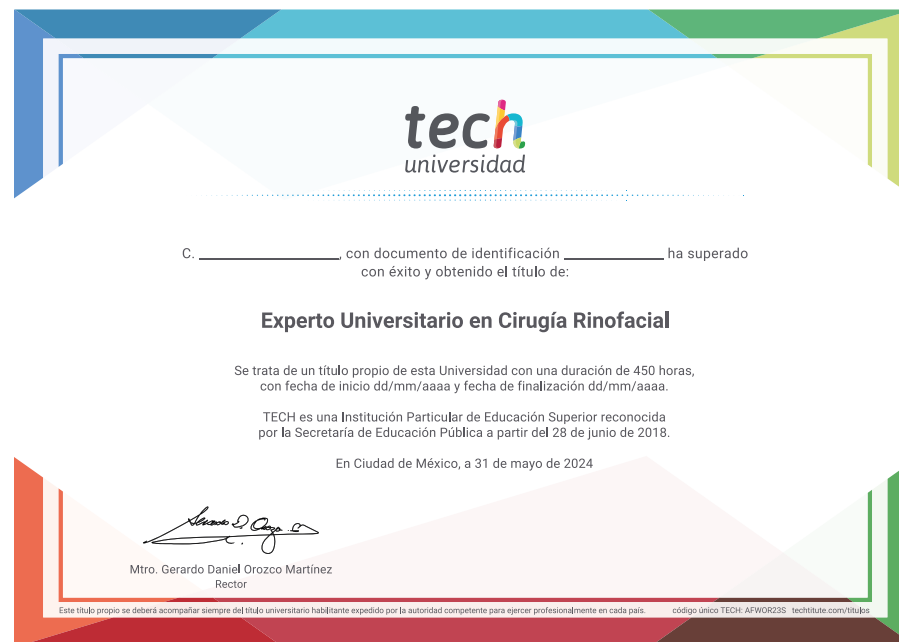 tech
universidad
C. ____________, con documento de identificación ____________ ha superado
con éxito y obtenido el título de:
Experto Universitario en Cirugía Rinofacial
Se trata de un título propio de esta Universidad con una duración de 450 horas,
con fecha de inicio dd/mm/aaaa y fecha de finalización dd/mm/aaaa.
TECH es una Institución Particular de Educación Superior reconocida
por la Secretaría de Educación Pública a partir del 28 de junio de 2018.
En Ciudad de México, a 31 de mayo de 2024
Mtro. Gerardo Daniel Orozco Martínez
Rector
Este título propio se deberá acompañar siempre del título universitario habilitante expedido por la autoridad competente para ejercer profesionalmente en cada país. código único TECH: AFWOR23S techtitute.com/titulos